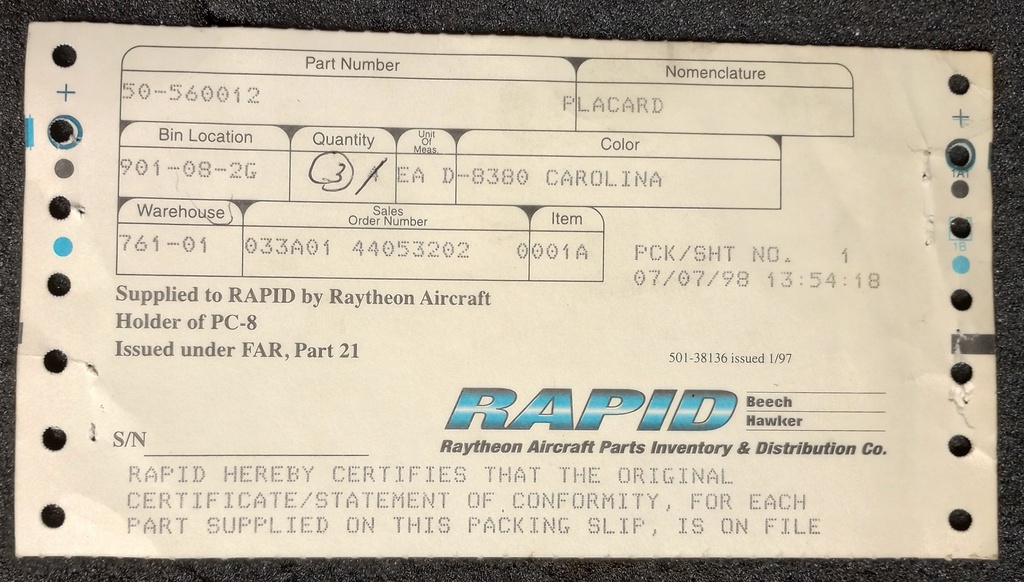 Part Number Nomenclature
50-560012 PLACARD
Bin Location Quantity Unit Of Meas. Color
901-08-2G 3 EA D-8380 CAROLINA
Warehouse Sales Order Number Item
761-01 033A01 44053202 0001A
PCK/SHT NO. 1
07/07/98 13:54:18
Supplied to RAPID by Raytheon Aircraft
Holder of PC-8
Issued under FAR, Part 21
501-38136 issued 1/97
RAPID Beech
Hawker
Raytheon Aircraft Parts Inventory & Distribution Co.
S/N
RAPID HEREBY CERTIFIES THAT THE ORIGINAL
CERTIFICATE/STATEMENT OF CONFORMITY, FOR EACH
PART SUPPLIED ON THIS PACKING SLIP, IS ON FILE
1A1
1B